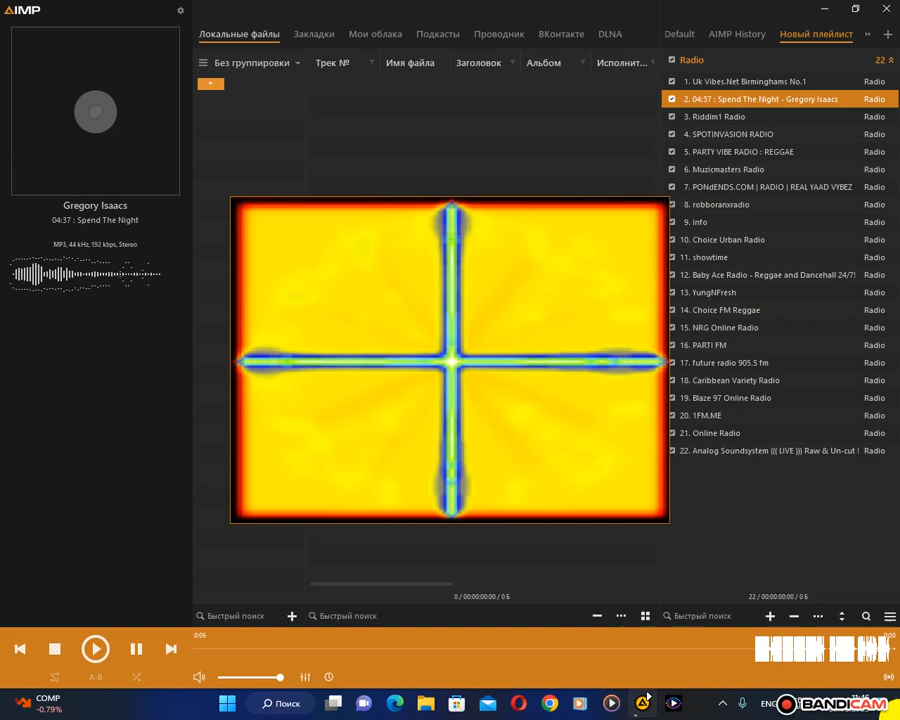 AIMP
Локальные файлы
Закладки
Мои облака
Подкасты
Проводник
ВКонтакте
DLNA
Default
AIMP History
Новый плейлист
Без группировки
Трек №
Имя файла
Заголовок
Альбом
Исполнит...
Radio 22
1. Uk Vibes.Net Birminghams No.1 Radio
2. 04:37 : Spend The Night - Gregory Isaacs Radio
3. Riddim1 Radio Radio
4. SPOTINVASION RADIO Radio
5. PARTY VIBE RADIO : REGGAE Radio
6. Muzicmasters Radio Radio
7. PONdENDS.COM | RADIO | REAL YAAD VYBEZ Radio
8. robboranxradio Radio
9. Info Radio
10. Choice Urban Radio Radio
11. showtime Radio
12. Baby Ace Radio - Reggae and Dancehall 24/7! Radio
13. YungNFresh Radio
14. Choice FM Reggae Radio
15. NRG Online Radio Radio
16. PARTI FM Radio
17. future radio 905.5 fm Radio
18. Caribbean Variety Radio Radio
19. Blaze 97 Online Radio Radio
20. 1FM.ME Radio
21. Online Radio Radio
22. Analog Soundsystem ((( LIVE ))) Raw & Un-cut Radio
Gregory Isaacs
04:37 : Spend The Night
MP3, 44 kHz, 192 kbps, Stereo
0 / 00:00:00:00 / 0 Б
22 / 00:00:00:00 / 0 Б
Быстрый поиск
Быстрый поиск
Быстрый поиск
0:06
0:00
A-B
COMP
-0.79%
Поиск
BANDICAM